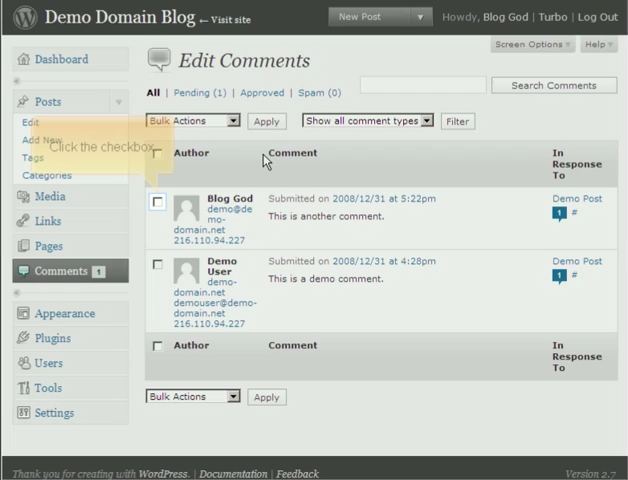 Demo Domain Blog ← Visit site
New Post
Howdy, Blog God | Turbo | Log Out
Screen Options
Help
Dashboard
Posts
Edit
Add New
Tags
Categories
Media
Links
Pages
Comments 1
Appearance
Plugins
Users
Tools
Settings
Click the checkbox.
Edit Comments
All | Pending (1) | Approved | Spam (0)
Search Comments
Bulk Actions
Apply
Show all comment types
Filter
Author
Comment
In
Response
To
Blog God
demo@de
mo-
domain.net
216.110.94.227
Submitted on 2008/12/31 at 5:22pm
This is another comment.
Demo Post
1 #
Demo
User
demo-
domain.net
demouser@demo-
domain.net
216.110.94.227
Submitted on 2008/12/31 at 4:28pm
This is a demo comment.
Demo Post
1 #
Author
Comment
In
Response
To
Bulk Actions
Apply
Thank you for creating with WordPress. | Documentation | Feedback
Version 2.7